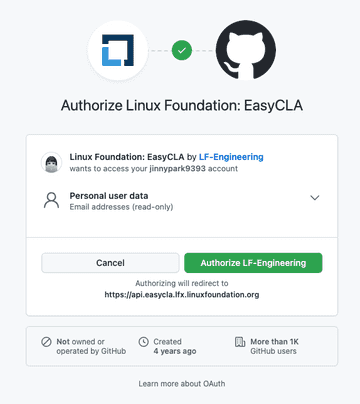 Authorize Linux Foundation: EasyCLA
Linux Foundation: EasyCLA by LF-Engineering
wants to access your jinnypark9393 account
Personal user data
Email addresses (read-only)
Cancel
Authorize LF-Engineering
Authorizing will redirect to
https://api.easycla.lfx.linuxfoundation.org
Not owned or
operated by GitHub
Created
4 years ago
More than 1K
GitHub users
Learn more about OAuth